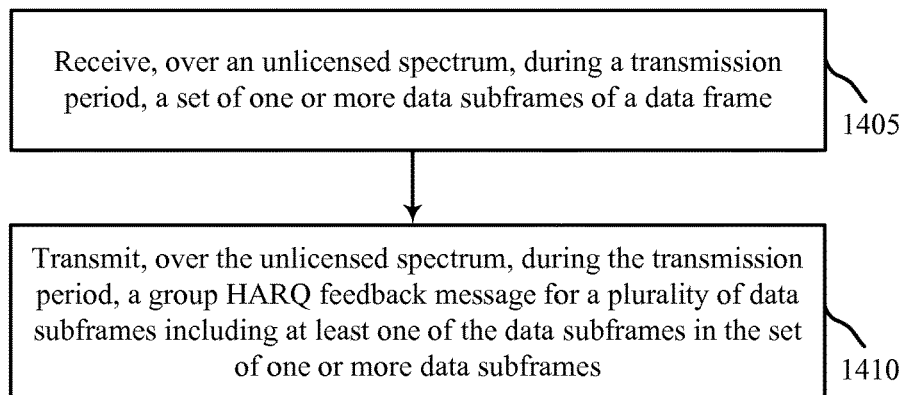 Receive, over an unlicensed spectrum, during a transmission
period, a set of one or more data subframes of a data frame
1405
Transmit, over the unlicensed spectrum, during the transmission
period, a group HARQ feedback message for a plurality of data
subframes including at least one of the data subframes in the set
of one or more data subframes
1410